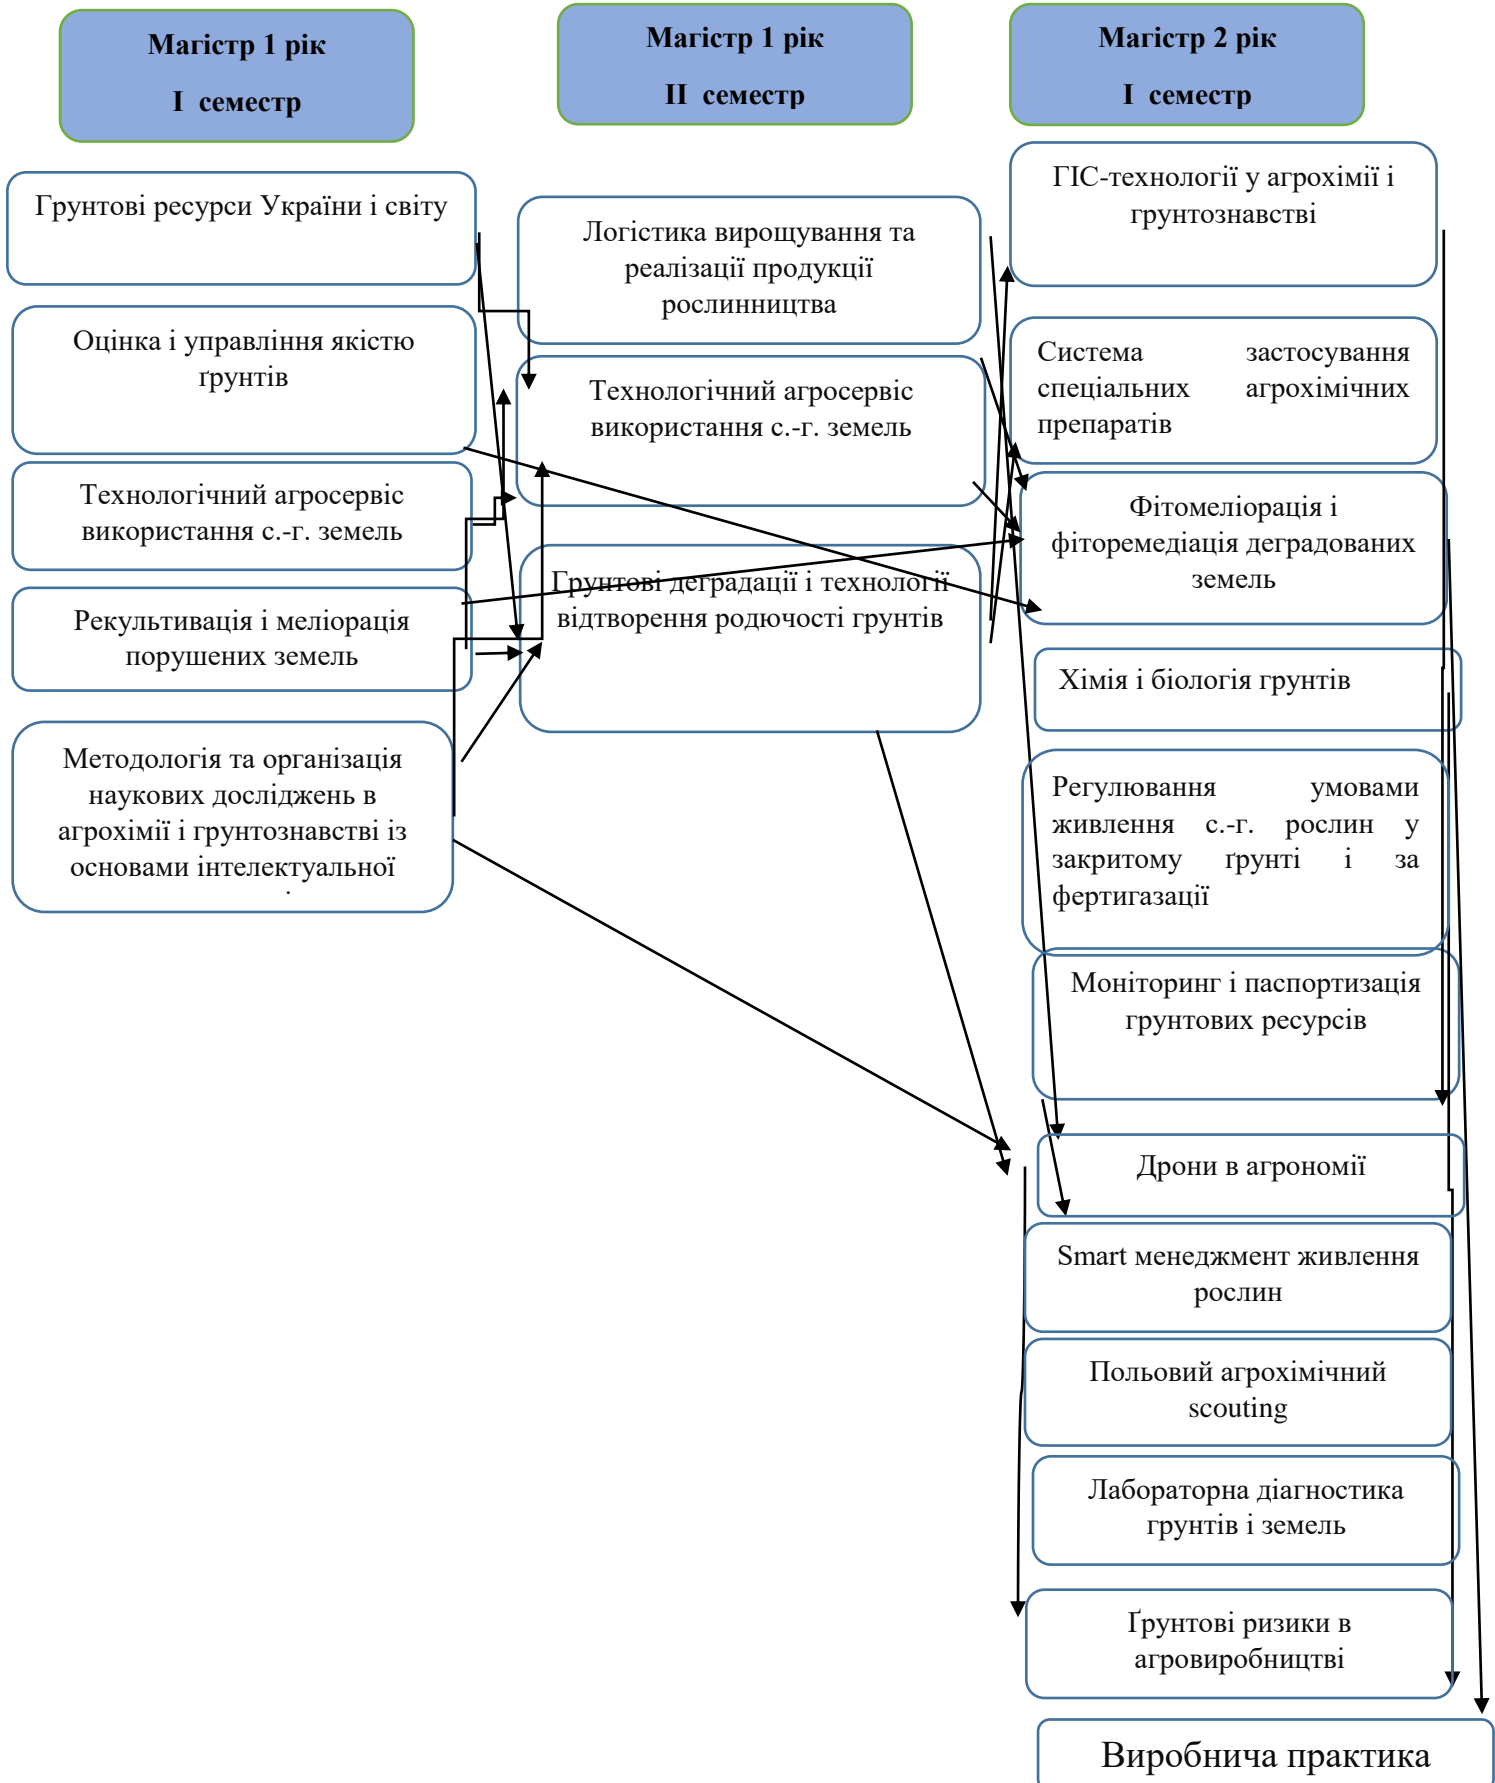 Магістр 1 рік
І семестр
Магістр 1 рік
ІІ семестр
Магістр 2 рік
І семестр
Грунтові ресурси України і світу
Оцінка і управління якістю
ґрунтів
Технологічний агросервіс
використання с.-г. земель
Рекультивація і меліорація
порушених земель
Методологія та організація
наукових досліджень в
агрохімії і грунтознавстві із
основами інтелектуальної
Логістика вирощування та
реалізації продукції
рослинництва
Технологічний агросервіс
використання с.-г. земель
Грунтові деградації і технології
відтворення родючості грунтів
ГІС-технології у агрохімії і
грунтознавстві
Система застосування
спеціальних агрохімічних
препаратів
Фітомеліорація і
фіторемедіація деградованих
земель
Хімія і біологія грунтів
Регулювання умовами
живлення с.-г. рослин у
закритому ґрунті і за
фертигазації
Моніторинг і паспортизація
грунтових ресурсів
Дрони в агрономії
Smart менеджмент живлення
рослин
Польовий агрохімічний
scouting
Лабораторна діагностика
грунтів і земель
Ґрунтові ризики в
агровиробництві
Виробнича практика